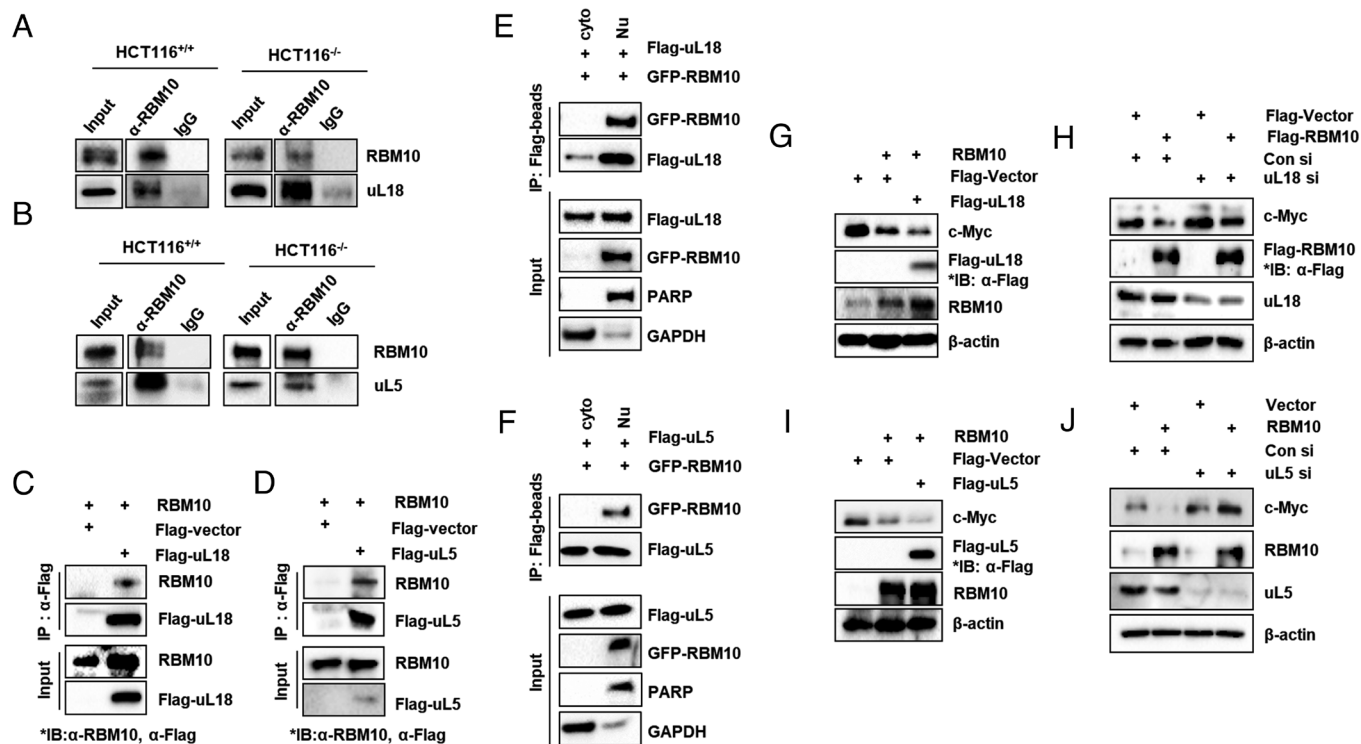 A
HCT116+/+ HCT116-/-
Input α-RBM10 IgG Input α-RBM10 IgG
RBM10
uL18
B
HCT116+/+ HCT116-/-
Input α-RBM10 IgG Input α-RBM10 IgG
RBM10
uL5
C
+ + RBM10
+ Flag-vector
+ Flag-uL18
IP : α-Flag
RBM10
Flag-uL18
Input
RBM10
Flag-uL18
*IB:α-RBM10, α-Flag
D
+ + RBM10
+ Flag-vector
+ Flag-uL5
IP : α-Flag
RBM10
Flag-uL5
Input
RBM10
Flag-uL5
*IB:α-RBM10, α-Flag
E
cyto Nu
+ + Flag-uL18
+ + GFP-RBM10
IP: Flag-beads
GFP-RBM10
Flag-uL18
Input
Flag-uL18
GFP-RBM10
PARP
GAPDH
F
cyto Nu
+ + Flag-uL5
+ + GFP-RBM10
IP: Flag-beads
GFP-RBM10
Flag-uL5
Input
Flag-uL5
GFP-RBM10
PARP
GAPDH
G
+ + RBM10
+ + Flag-Vector
+ Flag-uL18
c-Myc
Flag-uL18
*IB: α-Flag
RBM10
β-actin
H
+ + Flag-Vector
+ + Flag-RBM10
+ + Con si
+ + uL18 si
c-Myc
Flag-RBM10
*IB: α-Flag
uL18
β-actin
I
+ + RBM10
+ + Flag-Vector
+ Flag-uL5
c-Myc
Flag-uL5
*IB: α-Flag
RBM10
β-actin
J
+ + Vector
+ + RBM10
+ + Con si
+ + uL5 si
c-Myc
RBM10
uL5
β-actin